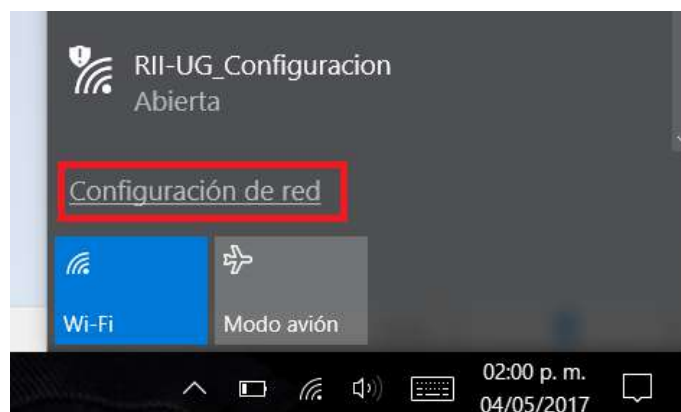 RII-UG_Configuracion
Abierta
Configuración de red
Wi-Fi
Modo avión
02:00 p. m.
04/05/2017